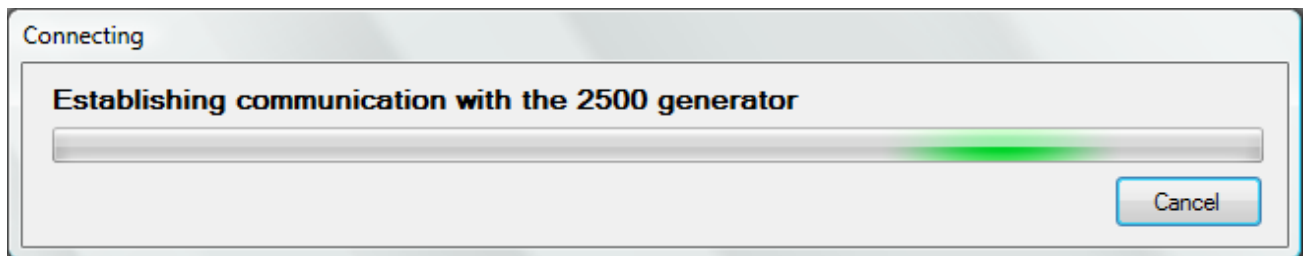 Connecting
Establishing communication with the 2500 generator
Cancel